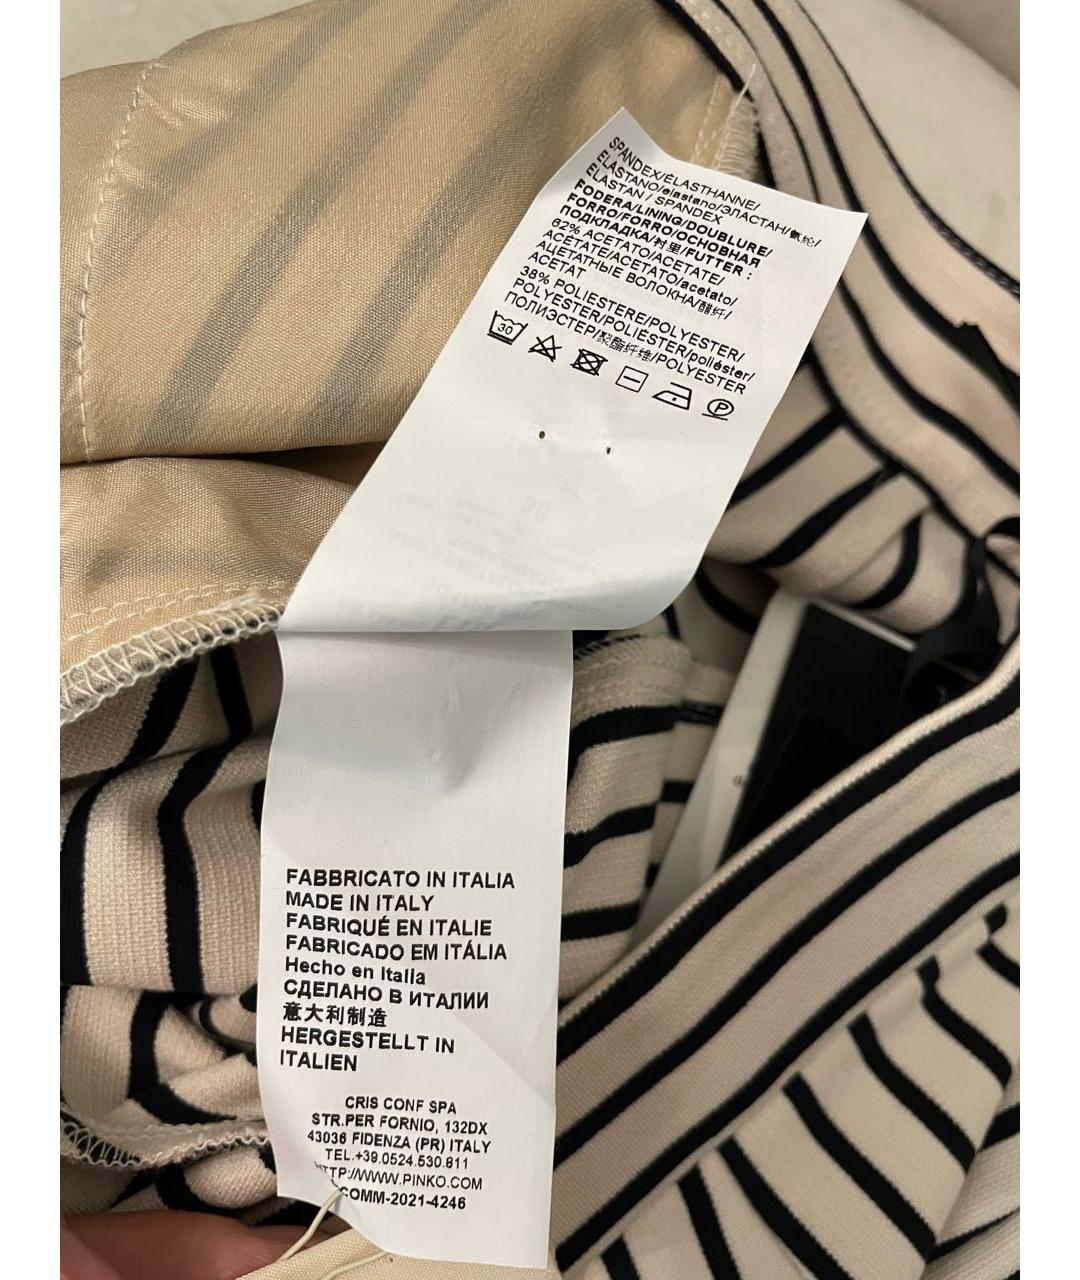 SPANDEX/ÉLASTHANNE/
ELASTANO/elastano/ЭЛАСТАН/氨纶/
ELASTAN / SPANDEX
FODERA/LINING/DOUBLURE/
FORRO/FORRO/ОСНОВНАЯ
ПОДКЛАДКА/衬里/FUTTER :
62% ACETATO/ACETATE/
ACÉTATE/ACETATO/acetato/
АЦЕТАТНЫЕ ВОЛОКНА/醋纤/
ACETAT
38% POLIESTERE/POLYESTER/
POLYESTER/POLIÉSTER/poliéster/
ПОЛИЭСТЕР/聚酯纤维/POLYESTER
30
P
FABBRICATO IN ITALIA
MADE IN ITALY
FABRIQUÉ EN ITALIE
FABRICADO EM ITÁLIA
Hecho en Italia
СДЕЛАНО В ИТАЛИИ
意大利制造
HERGESTELLT IN
ITALIEN
CRIS CONF SPA
STR.PER FORNIO, 132DX
43036 FIDENZA (PR) ITALY
TEL.+39.0524.530.811
HTTP://WWW.PINKO.COM
COMM-2021-4246